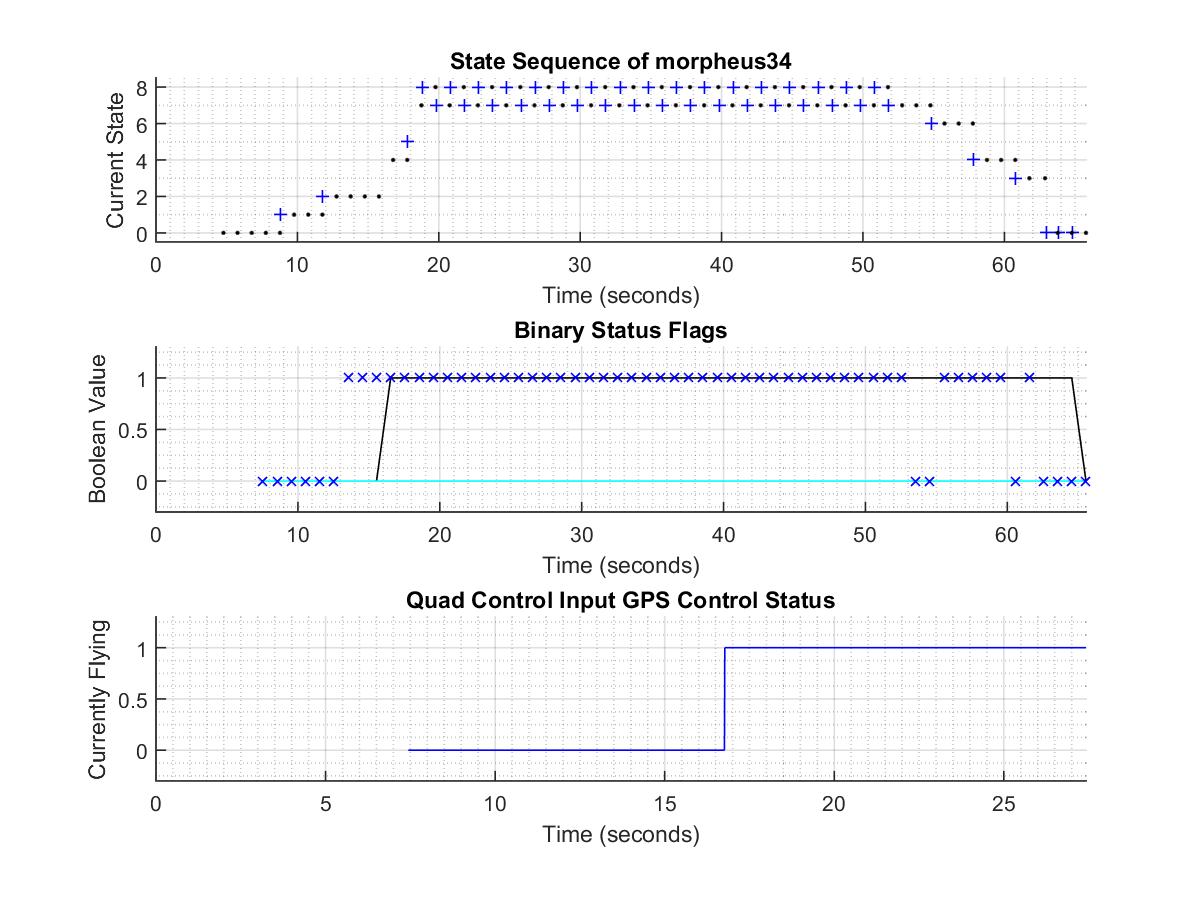 State Sequence of morpheus34
Current State
8
6
4
2
0
0 10 20 30 40 50 60
Time (seconds)
Binary Status Flags
Boolean Value
1
0.5
0
0 10 20 30 40 50 60
Time (seconds)
Quad Control Input GPS Control Status
Currently Flying
1
0.5
0
0 5 10 15 20 25
Time (seconds)